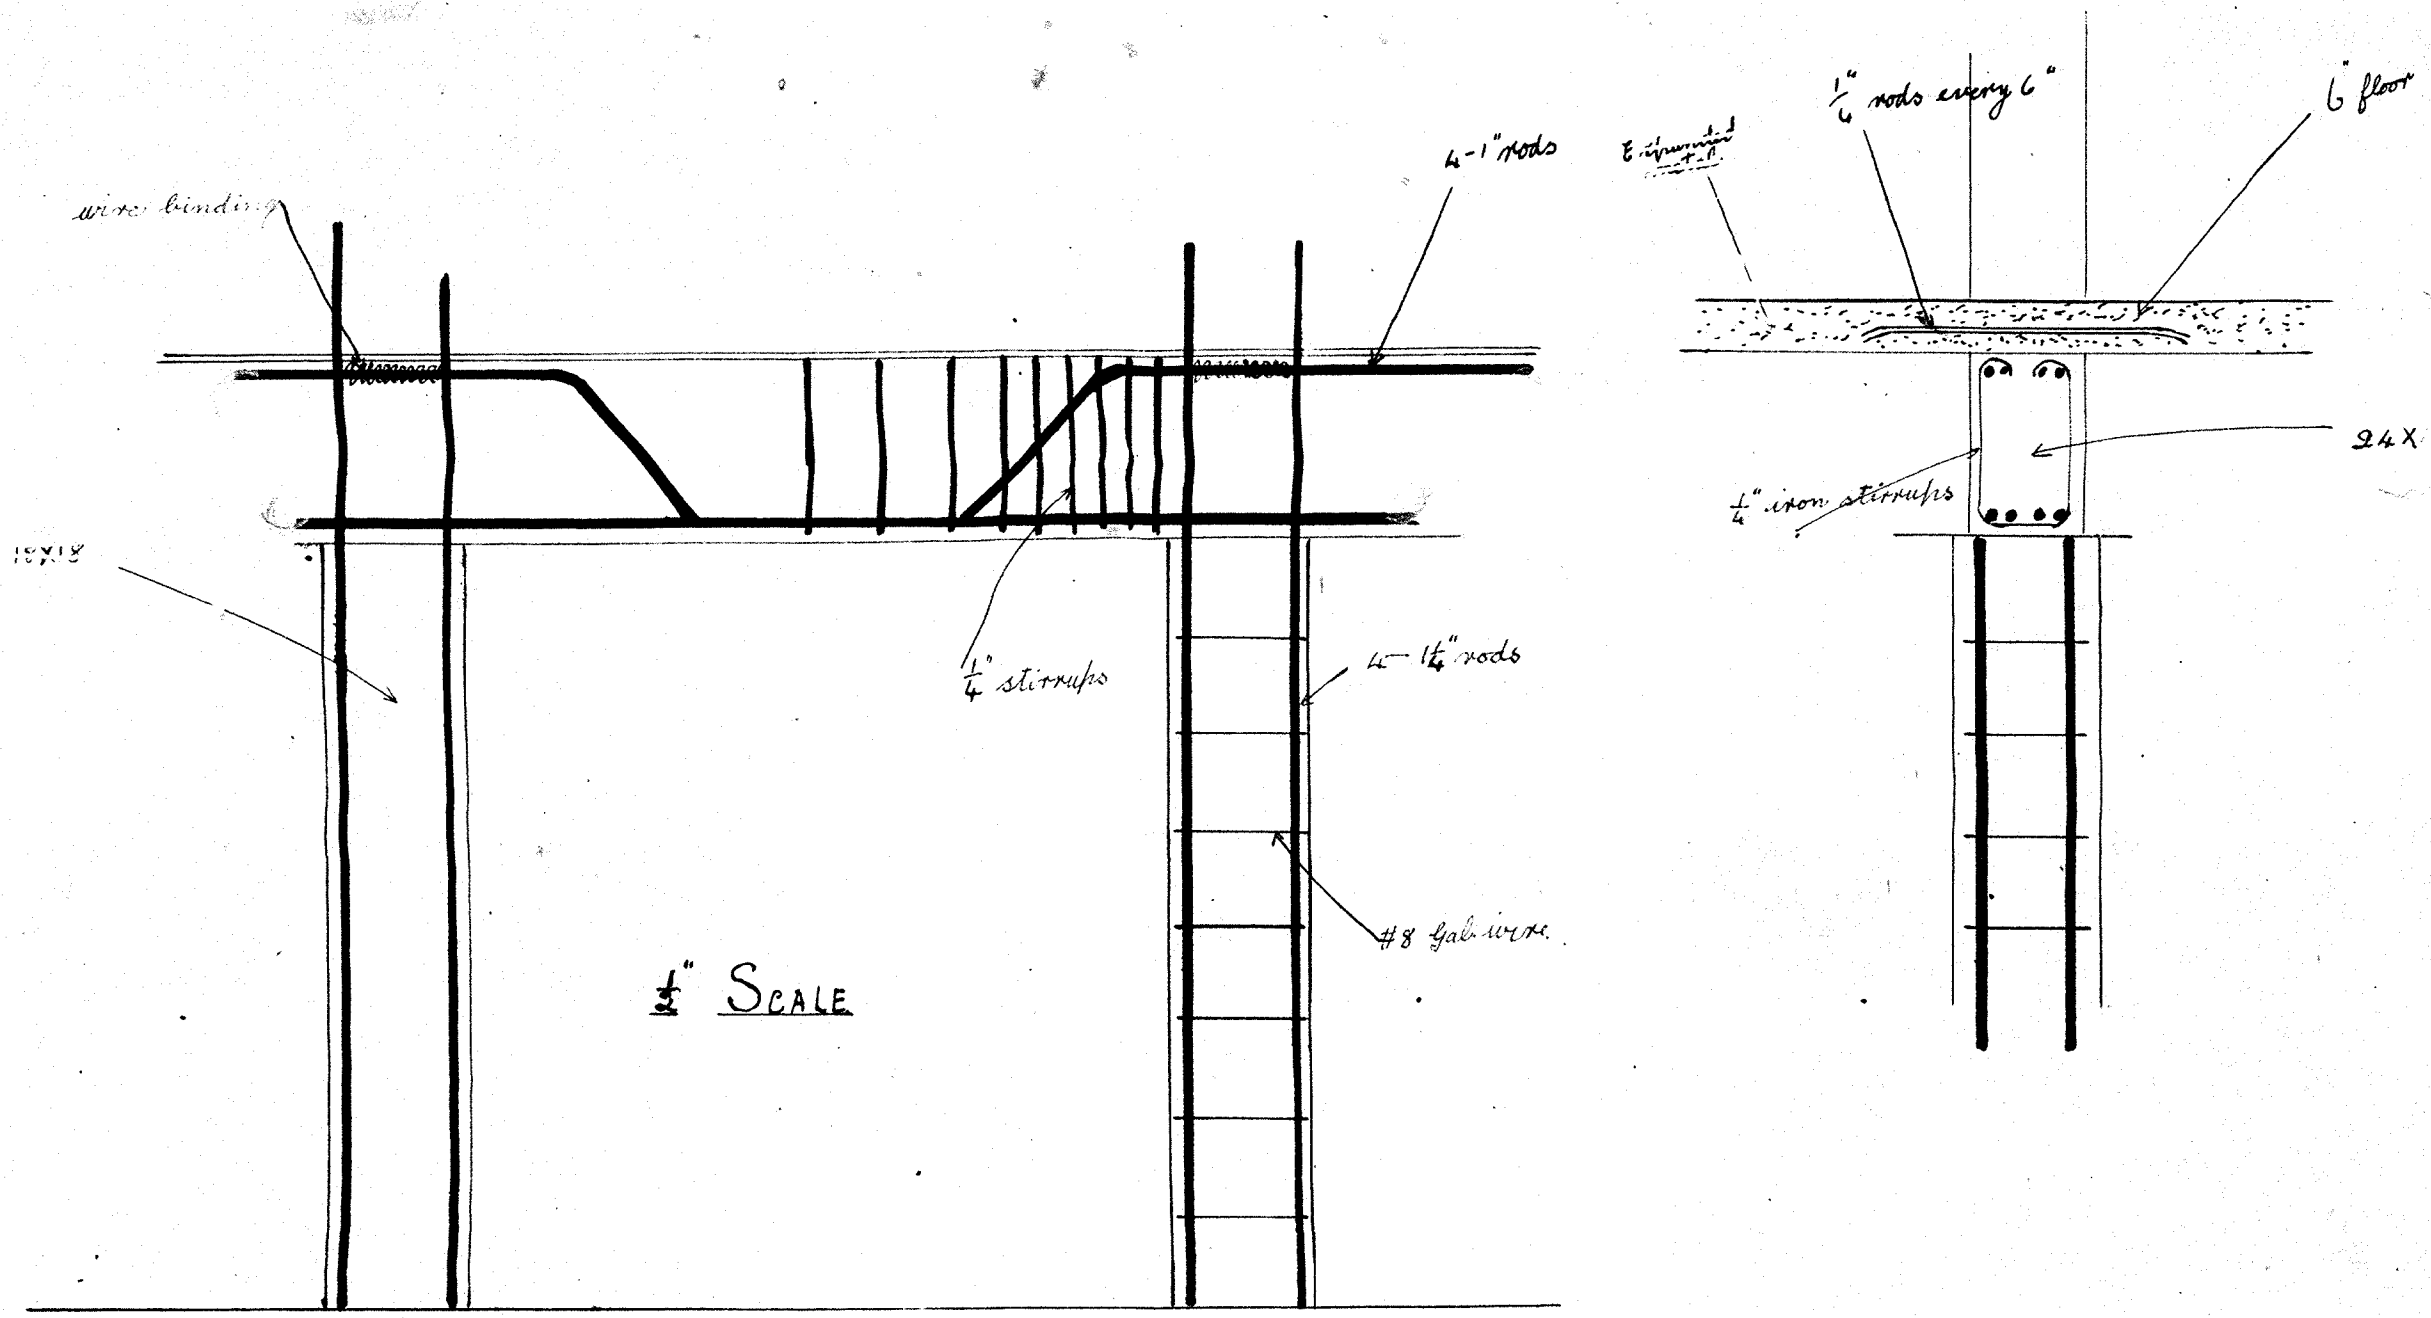 wire binding
4-1" rods
1/4" rods every 6"
6" floor
metal
18X18
1/4" stirrups
4-1 1/4" rods
#8 Gal. wire.
1/4" iron stirrups
24X
1/2" SCALE